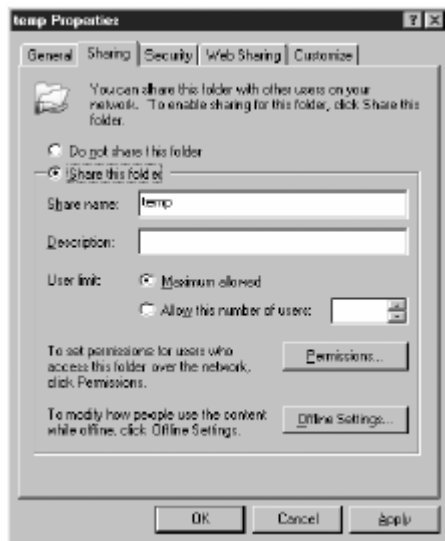 temp Properties
General Sharing Security Web Sharing Customize
You can share this folder with other users on your
network. To enable sharing for this folder, click Share this
folder.
Do not share this folder
Share this folder
Share name: temp
Description:
User limit: Maximum allowed
Allow this number of users:
To set permissions for users who
access this folder over the network,
click Permissions.
Permissions...
To modify how people use the content
while offline, click Offline Settings.
Offline Settings...
OK Cancel Apply